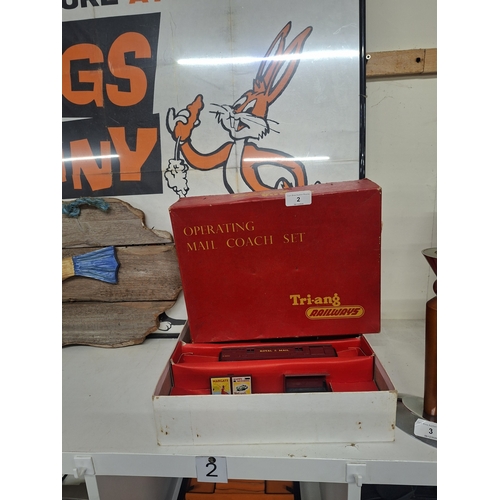 GS
NY
2
OPERATING
MAIL COACH SET
Tri-ang
RAILWAYS
2
3